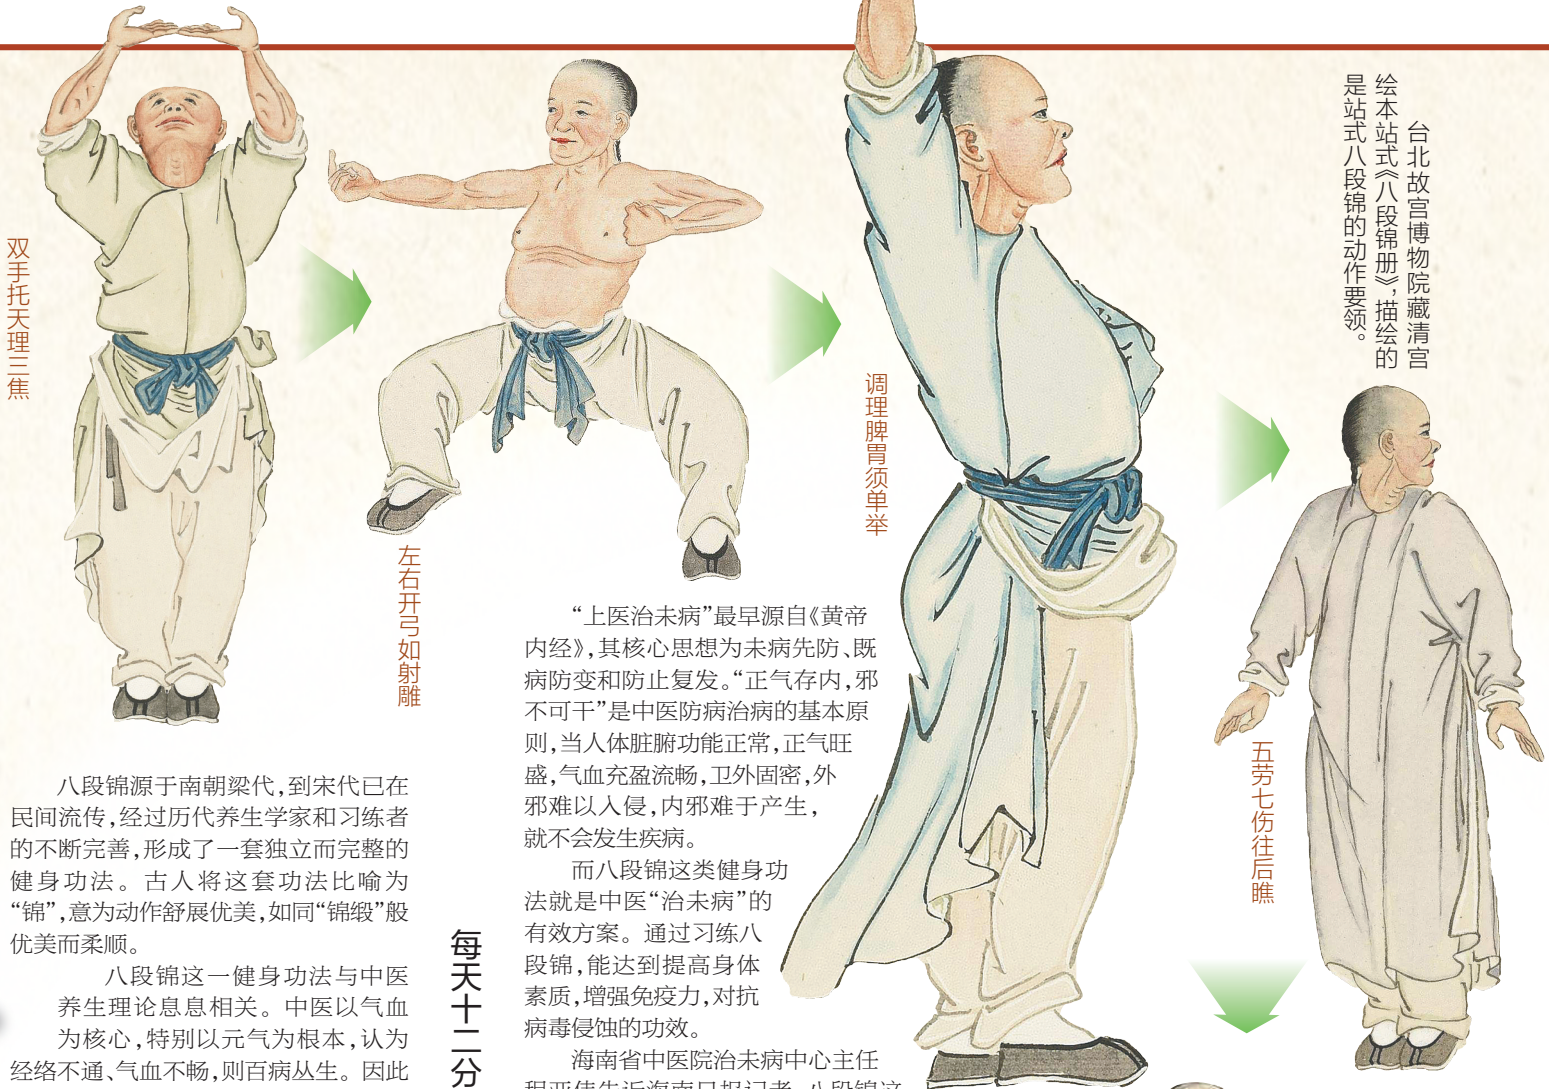 台北故宫博物院藏清宫
绘本站式《八段锦册》，描绘的
是站式八段锦的动作要领。
双手托天理三焦
左右开弓如射雕
调理脾胃须单举
五劳七伤往后瞧
八段锦源于南朝梁代，到宋代已在
民间流传，经过历代养生学家和习练者
的不断完善，形成了一套独立而完整的
健身功法。古人将这套功法比喻为
“锦”，意为动作舒展优美，如同“锦缎”般
优美而柔顺。
八段锦这一健身功法与中医
养生理论息息相关。中医以气血
为核心，特别以元气为根本，认为
经络不通、气血不畅，则百病丛生。因此
每天十二分
“上医治未病”最早源自《黄帝
内经》，其核心思想为未病先防、既
病防变和防止复发。“正气存内，邪
不可干”是中医防病治病的基本原
则，当人体脏腑功能正常，正气旺
盛，气血充盈流畅，卫外固密，外
邪难以入侵，内邪难于产生，
就不会发生疾病。
而八段锦这类健身功
法就是中医“治未病”的
有效方案。通过习练八
段锦，能达到提高身体
素质，增强免疫力，对抗
病毒侵蚀的功效。
海南省中医院治未病中心主任